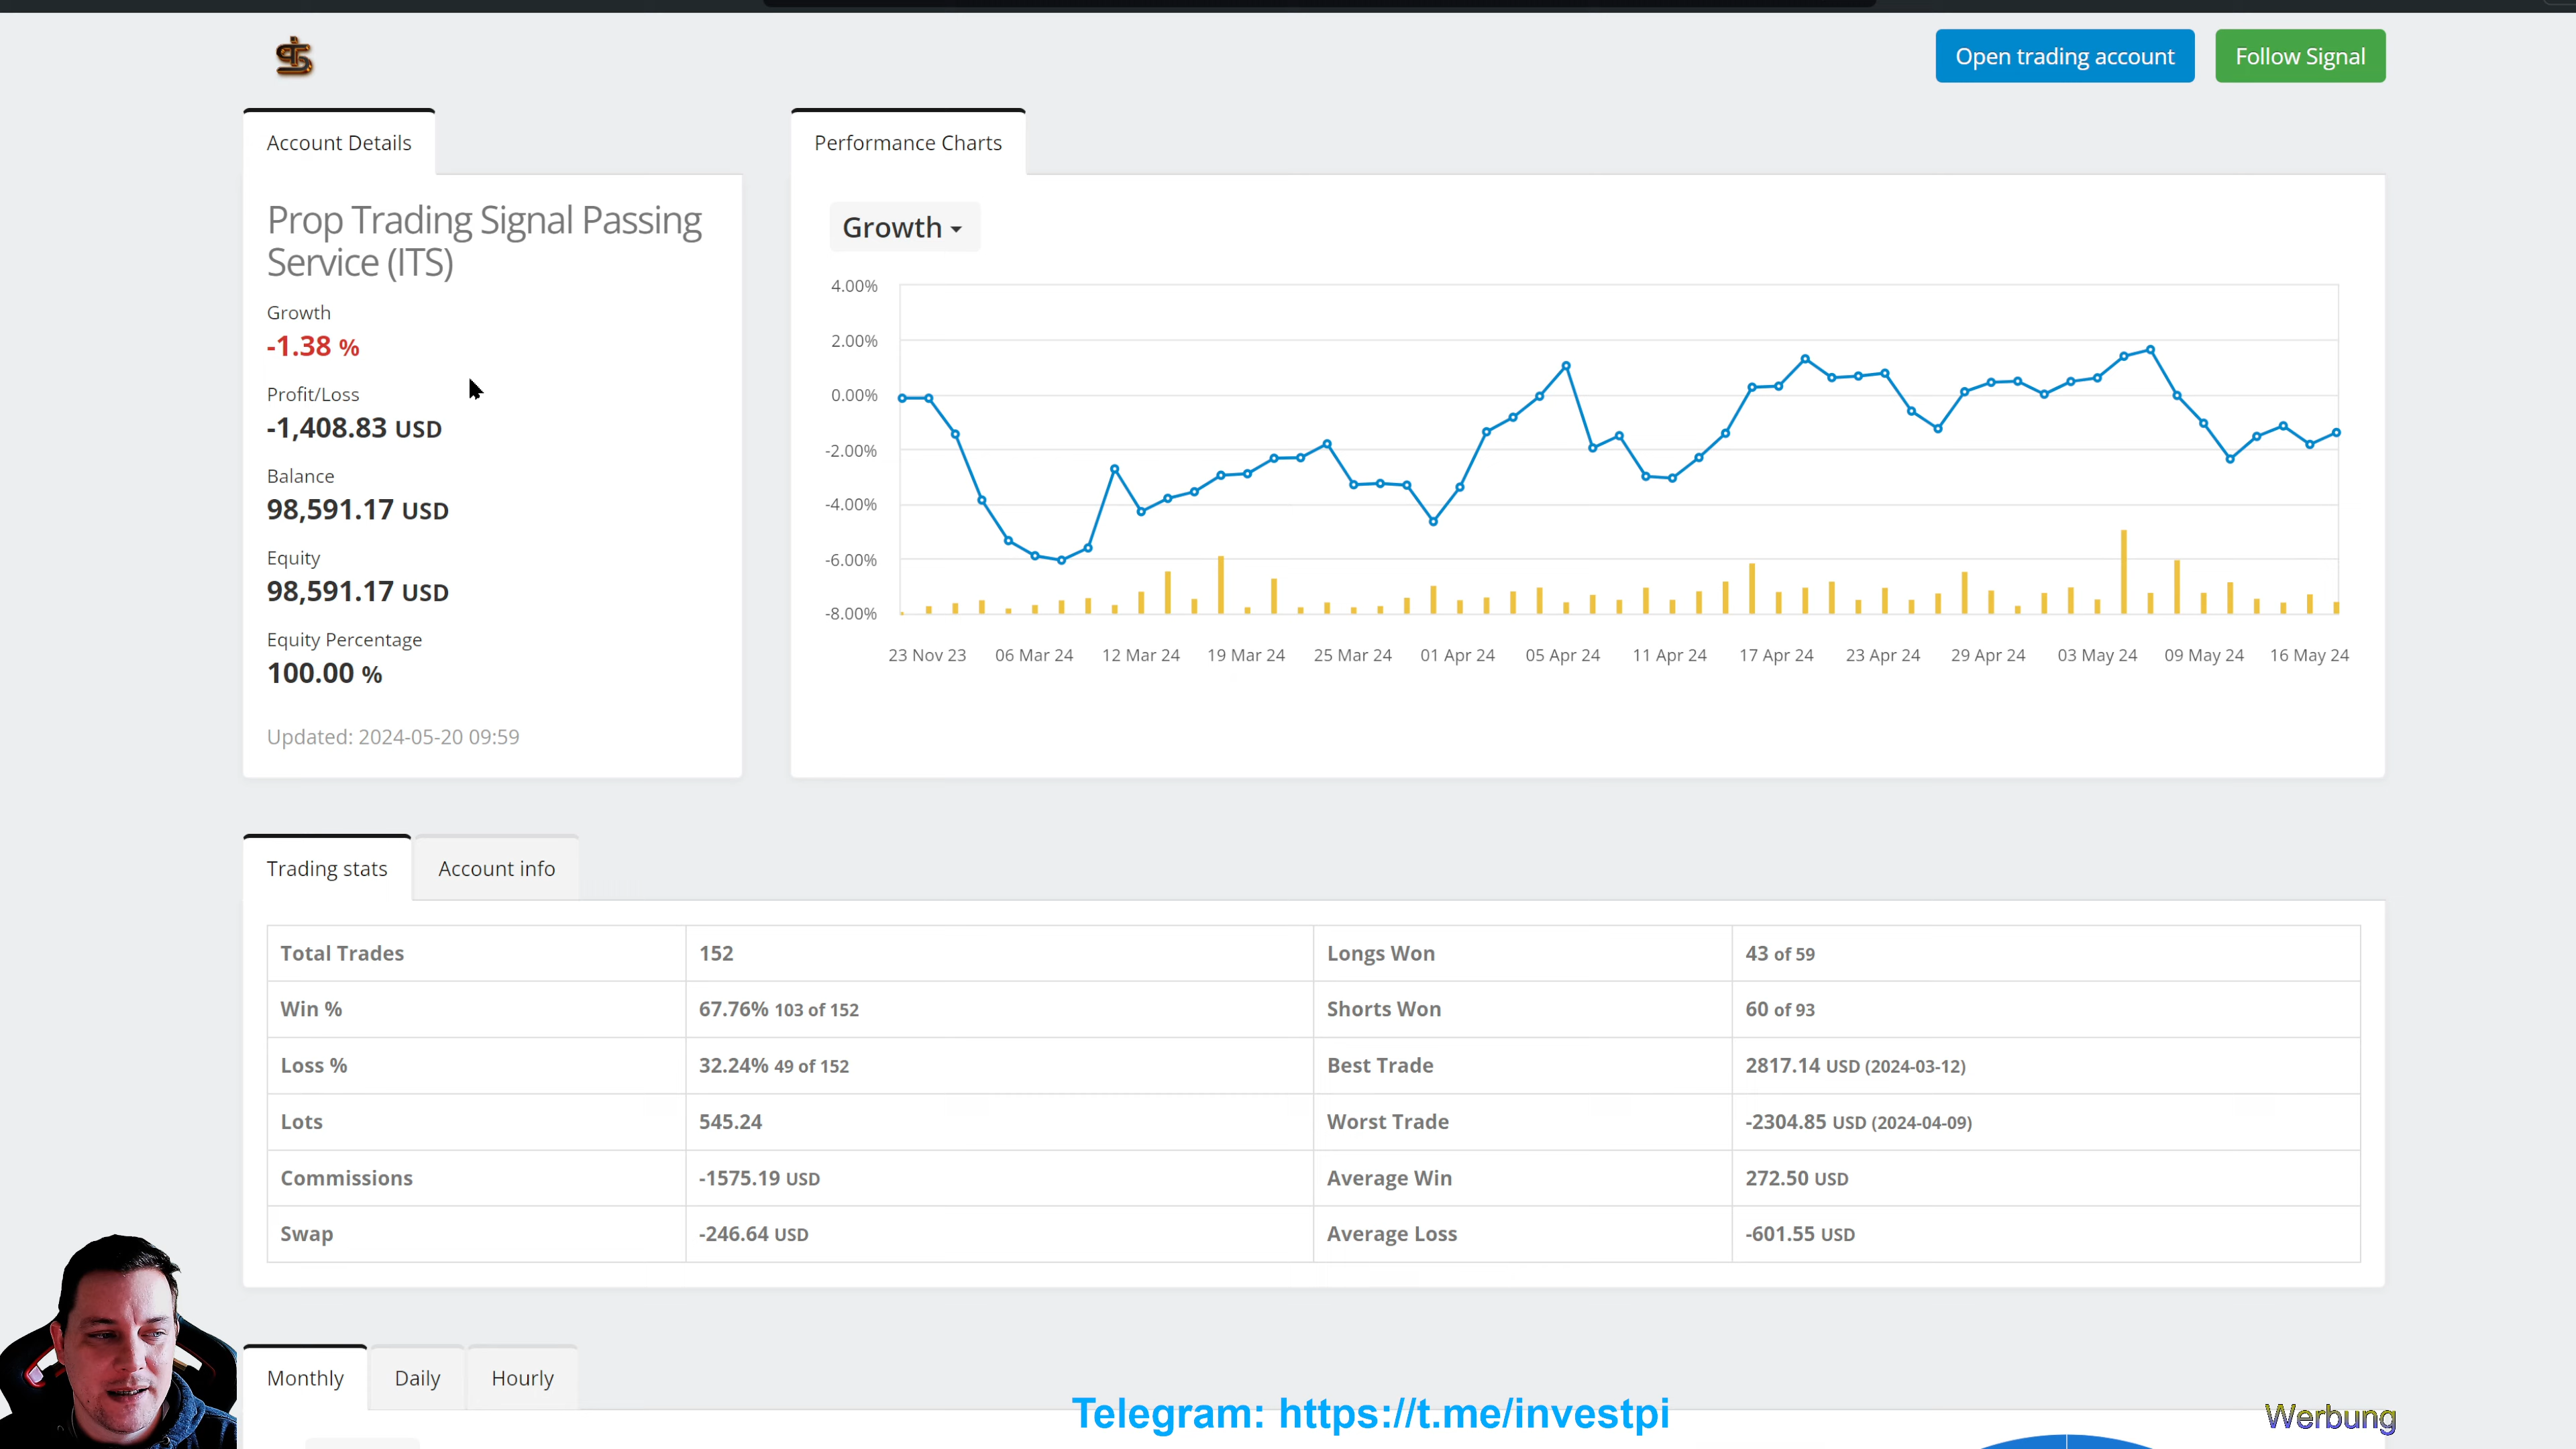 Open trading account
Follow Signal
Account Details
Performance Charts
Prop Trading Signal Passing
Service (ITS)
Growth
-1.38 %
Profit/Loss
-1,408.83 USD
Balance
98,591.17 USD
Equity
98,591.17 USD
Equity Percentage
100.00 %
Updated: 2024-05-20 09:59
Growth
4.00%
2.00%
0.00%
-2.00%
-4.00%
-6.00%
-8.00%
23 Nov 23 06 Mar 24 12 Mar 24 19 Mar 24 25 Mar 24 01 Apr 24 05 Apr 24 11 Apr 24 17 Apr 24 23 Apr 24 29 Apr 24 03 May 24 09 May 24 16 May 24
Trading stats Account info
Total Trades 152 Longs Won 43 of 59
Win % 67.76% 103 of 152 Shorts Won 60 of 93
Loss % 32.24% 49 of 152 Best Trade 2817.14 USD (2024-03-12)
Lots 545.24 Worst Trade -2304.85 USD (2024-04-09)
Commissions -1575.19 USD Average Win 272.50 USD
Swap -246.64 USD Average Loss -601.55 USD
Monthly Daily Hourly
Telegram: https://t.me/investpi
Werbung